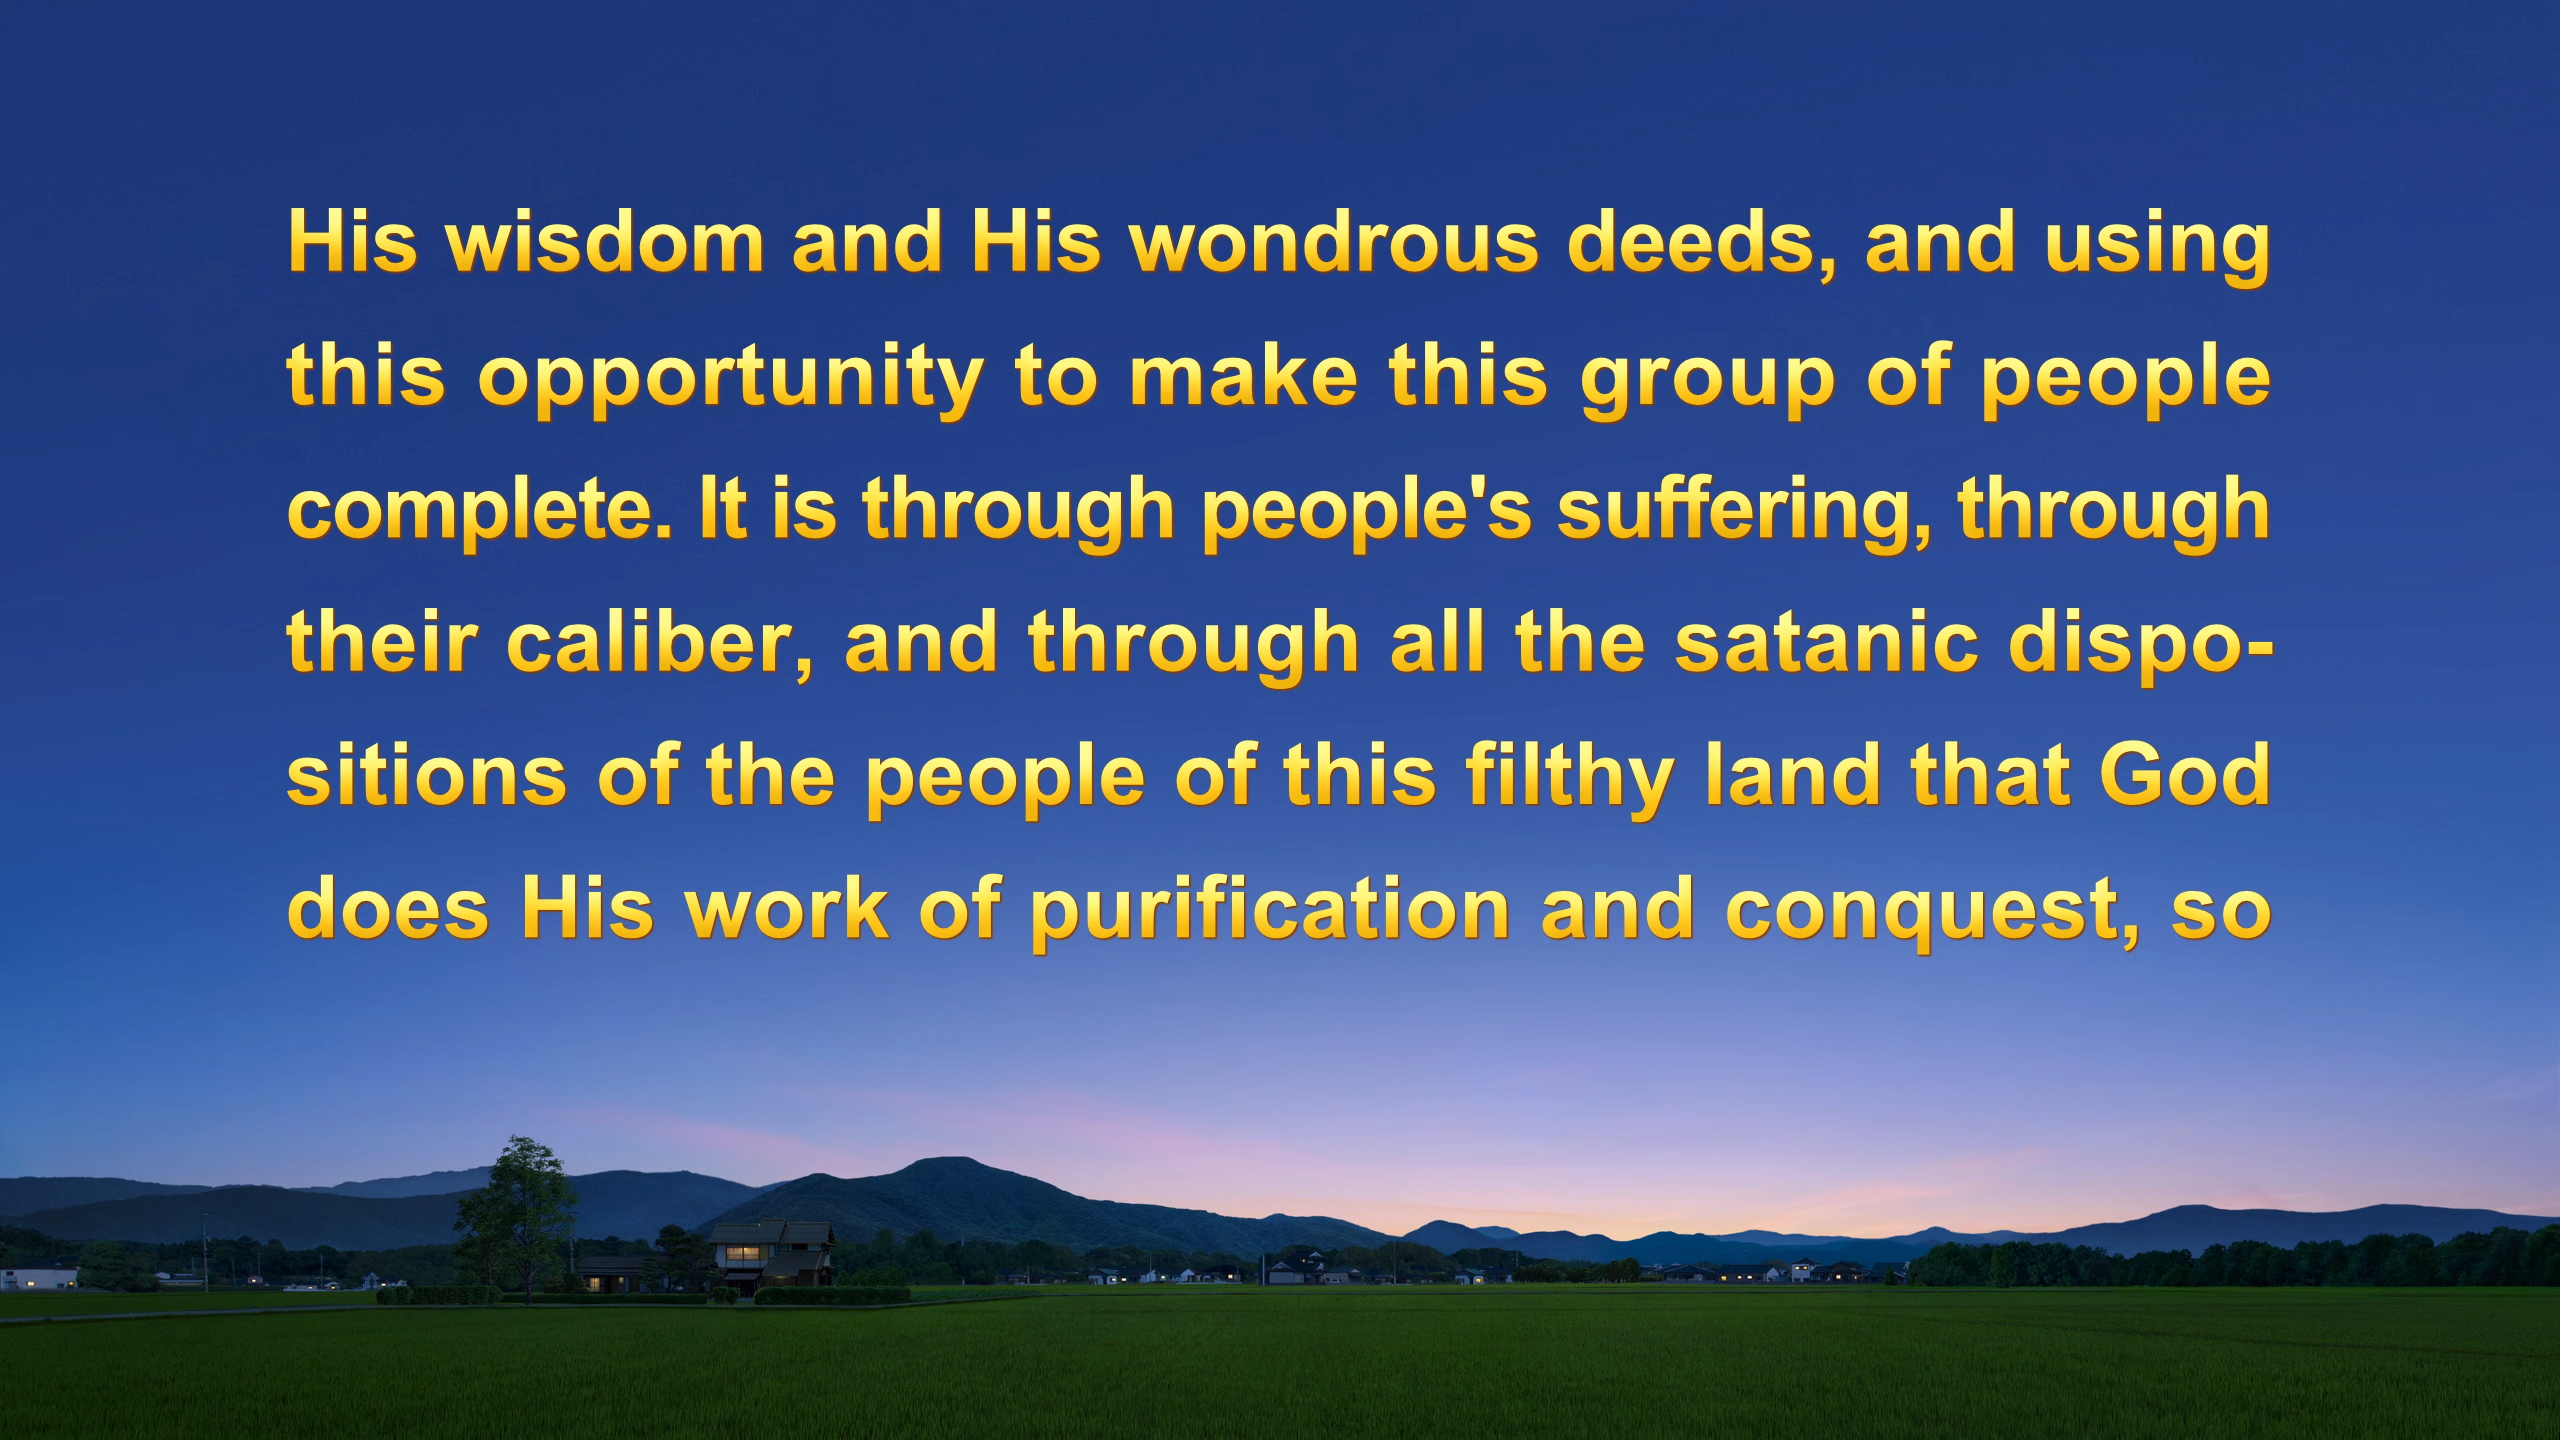 His wisdom and His wondrous deeds, and using
this opportunity to make this group of people
complete. It is through people's suffering, through
their caliber, and through all the satanic dispo-
sitions of the people of this filthy land that God
does His work of purification and conquest, so